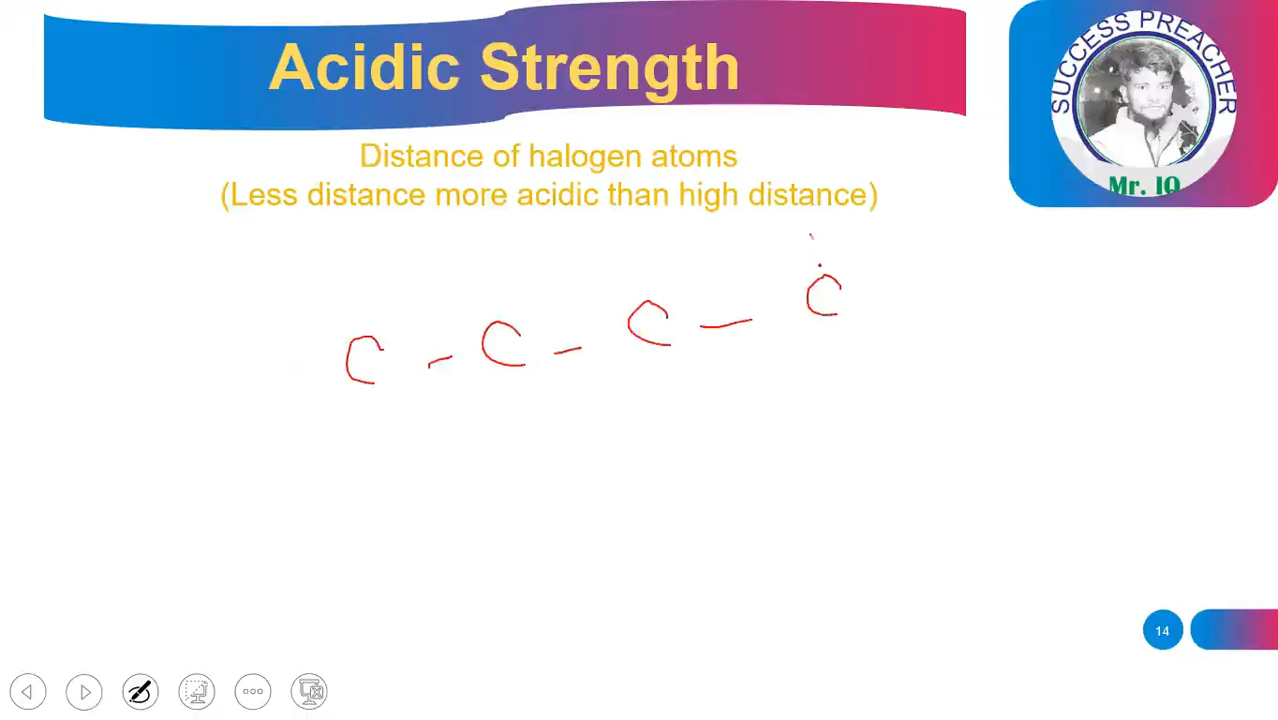 Acidic Strength
SUCCESS PREACHER
Mr. IQ
Distance of halogen atoms
(Less distance more acidic than high distance)
C - C - C - C
14